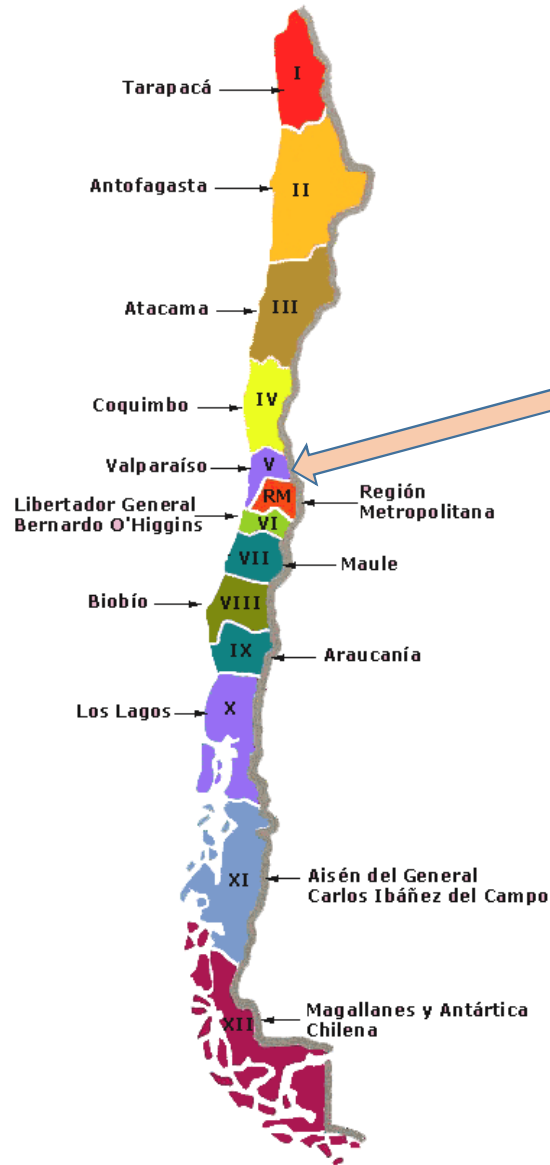 I
Tarapacá
II
Antofagasta
III
Atacama
IV
Coquimbo
V
Valparaíso
RM
Región
Metropolitana
Libertador General
Bernardo O'Higgins
VI
VII
Maule
VIII
Biobío
IX
Araucanía
X
Los Lagos
XI
Aisén del General
Carlos Ibáñez del Campo
XII
Magallanes y Antártica
Chilena